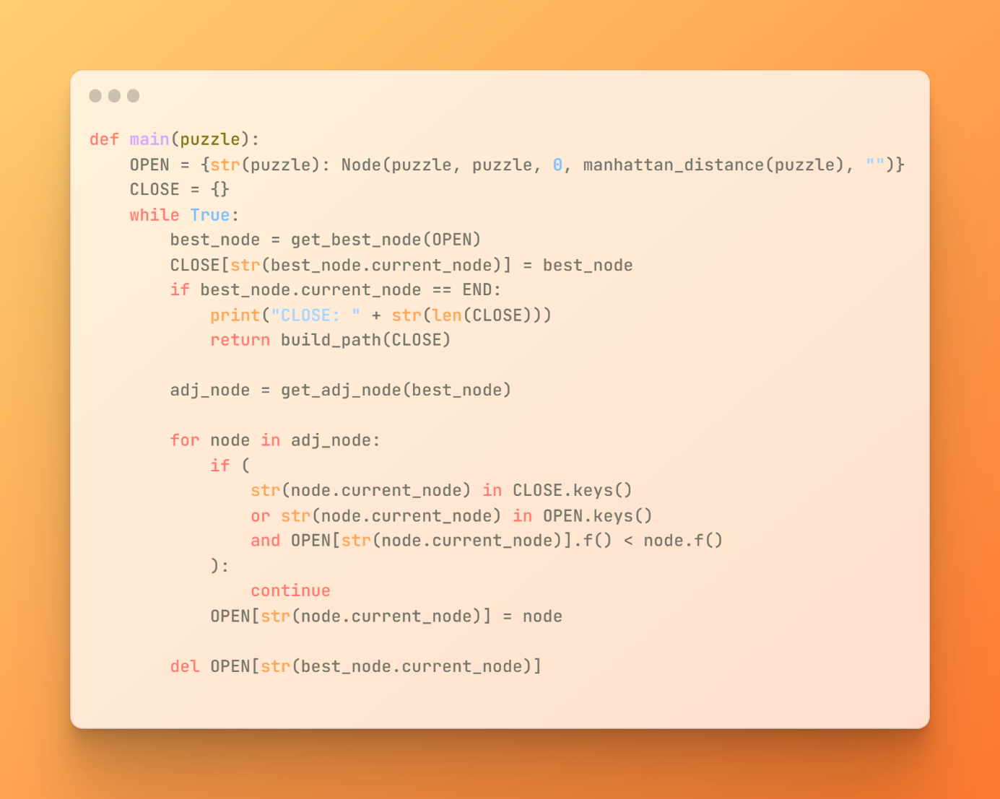 def main(puzzle):
    OPEN = {str(puzzle): Node(puzzle, puzzle, 0, manhattan_distance(puzzle), "")}
    CLOSE = {}
    while True:
        best_node = get_best_node(OPEN)
        CLOSE[str(best_node.current_node)] = best_node
        if best_node.current_node == END:
            print("CLOSE: " + str(len(CLOSE)))
            return build_path(CLOSE)

        adj_node = get_adj_node(best_node)

        for node in adj_node:
            if (
                str(node.current_node) in CLOSE.keys()
                or str(node.current_node) in OPEN.keys()
                and OPEN[str(node.current_node)].f() < node.f()
            ):
                continue
            OPEN[str(node.current_node)] = node

        del OPEN[str(best_node.current_node)]